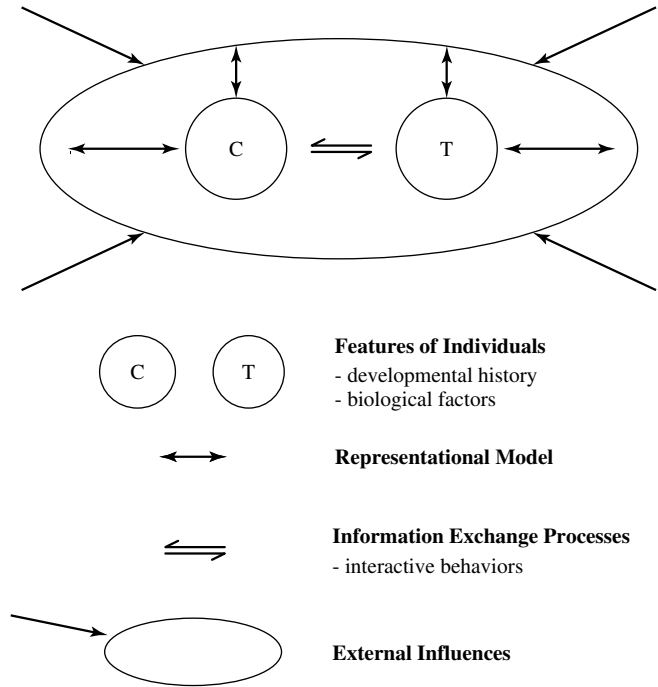 C
T
C
T
Features of Individuals
- developmental history
- biological factors
Representational Model
Information Exchange Processes
- interactive behaviors
External Influences